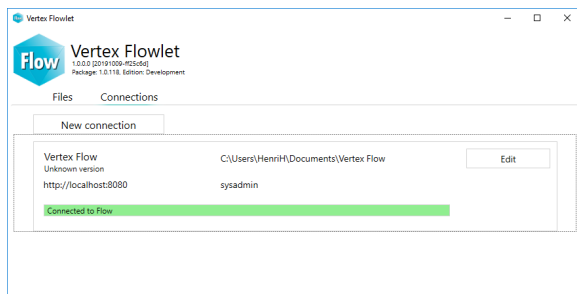 Vertex Flowlet
Flow
Flow
Vertex Flowlet
1.0.0.0 [20191009-ff25c6d]
Package: 1.0.118. Edition: Development
Files Connections
New connection
Vertex Flow C:\Users\HenriH\Documents\Vertex Flow Edit
Unknown version
http://localhost:8080 sysadmin
Connected to Flow